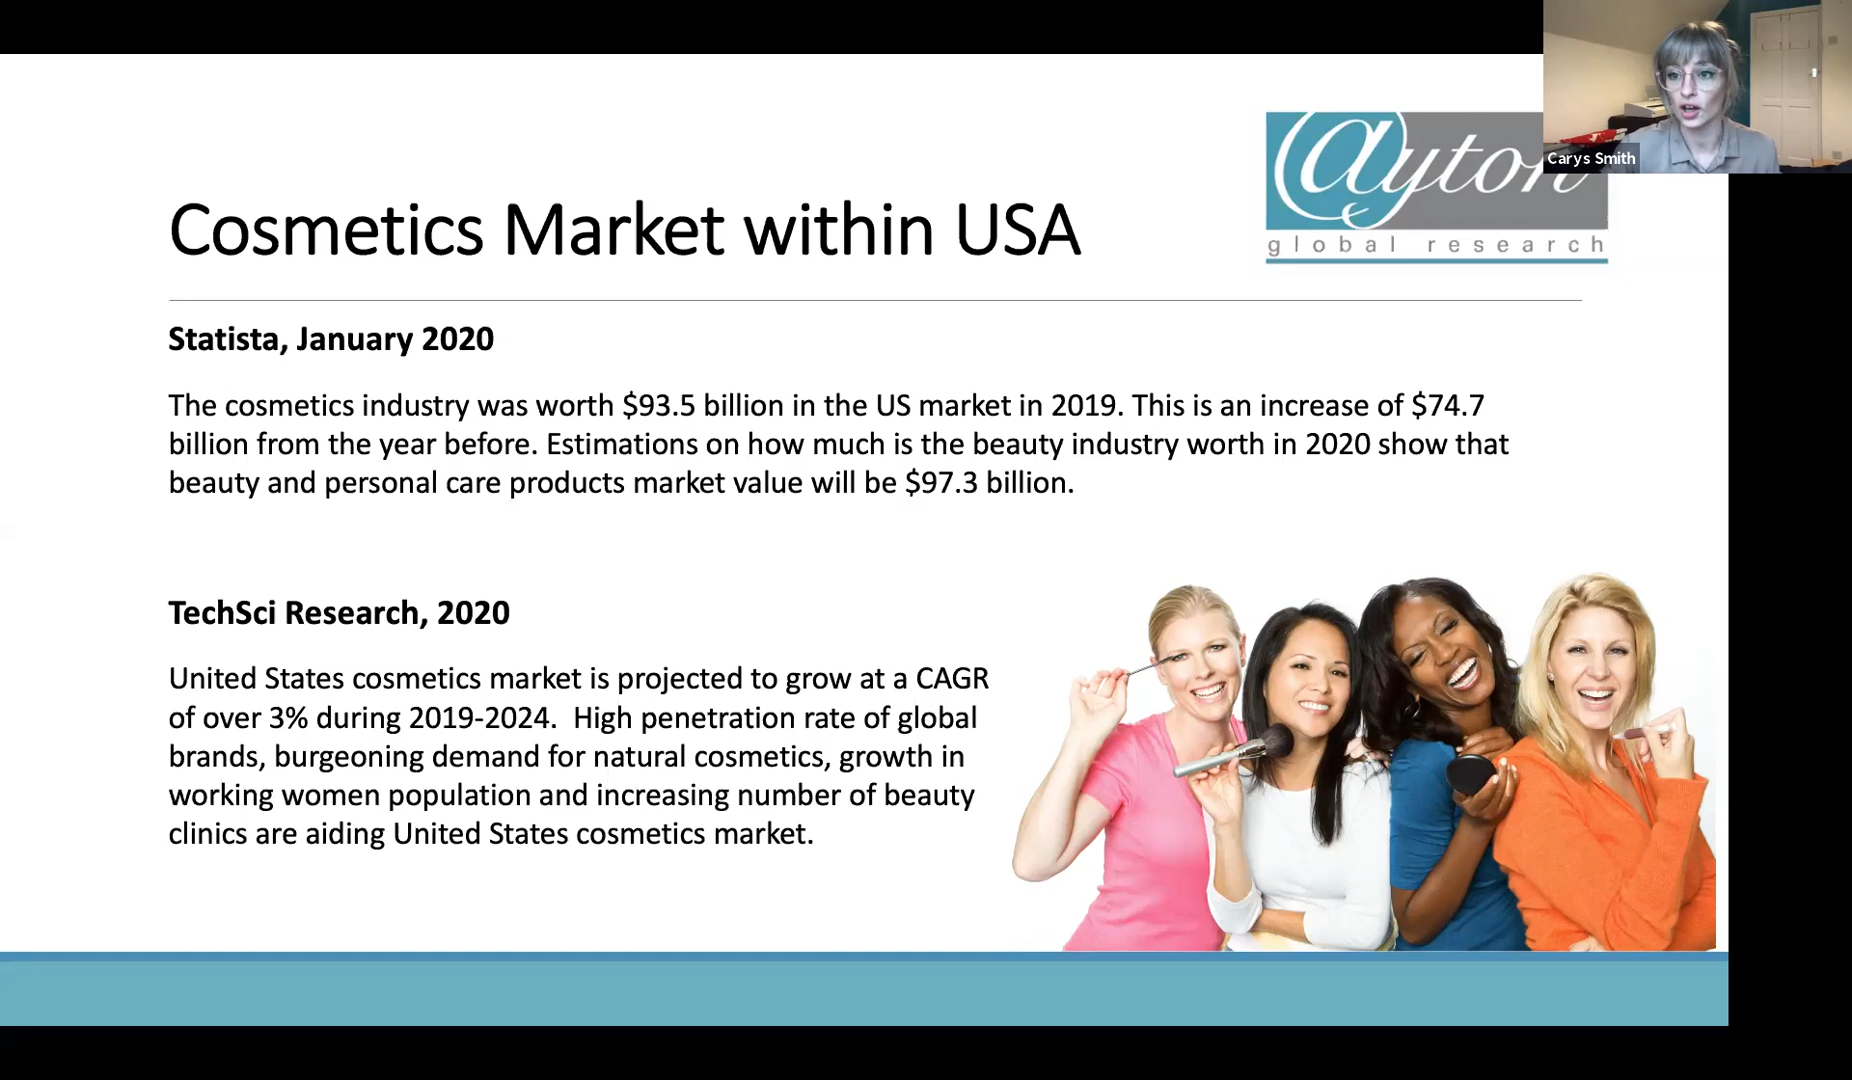 Carys Smith
@yton
global research
Cosmetics Market within USA
Statista, January 2020
The cosmetics industry was worth $93.5 billion in the US market in 2019. This is an increase of $74.7
billion from the year before. Estimations on how much is the beauty industry worth in 2020 show that
beauty and personal care products market value will be $97.3 billion.
TechSci Research, 2020
United States cosmetics market is projected to grow at a CAGR
of over 3% during 2019-2024.  High penetration rate of global
brands, burgeoning demand for natural cosmetics, growth in
working women population and increasing number of beauty
clinics are aiding United States cosmetics market.